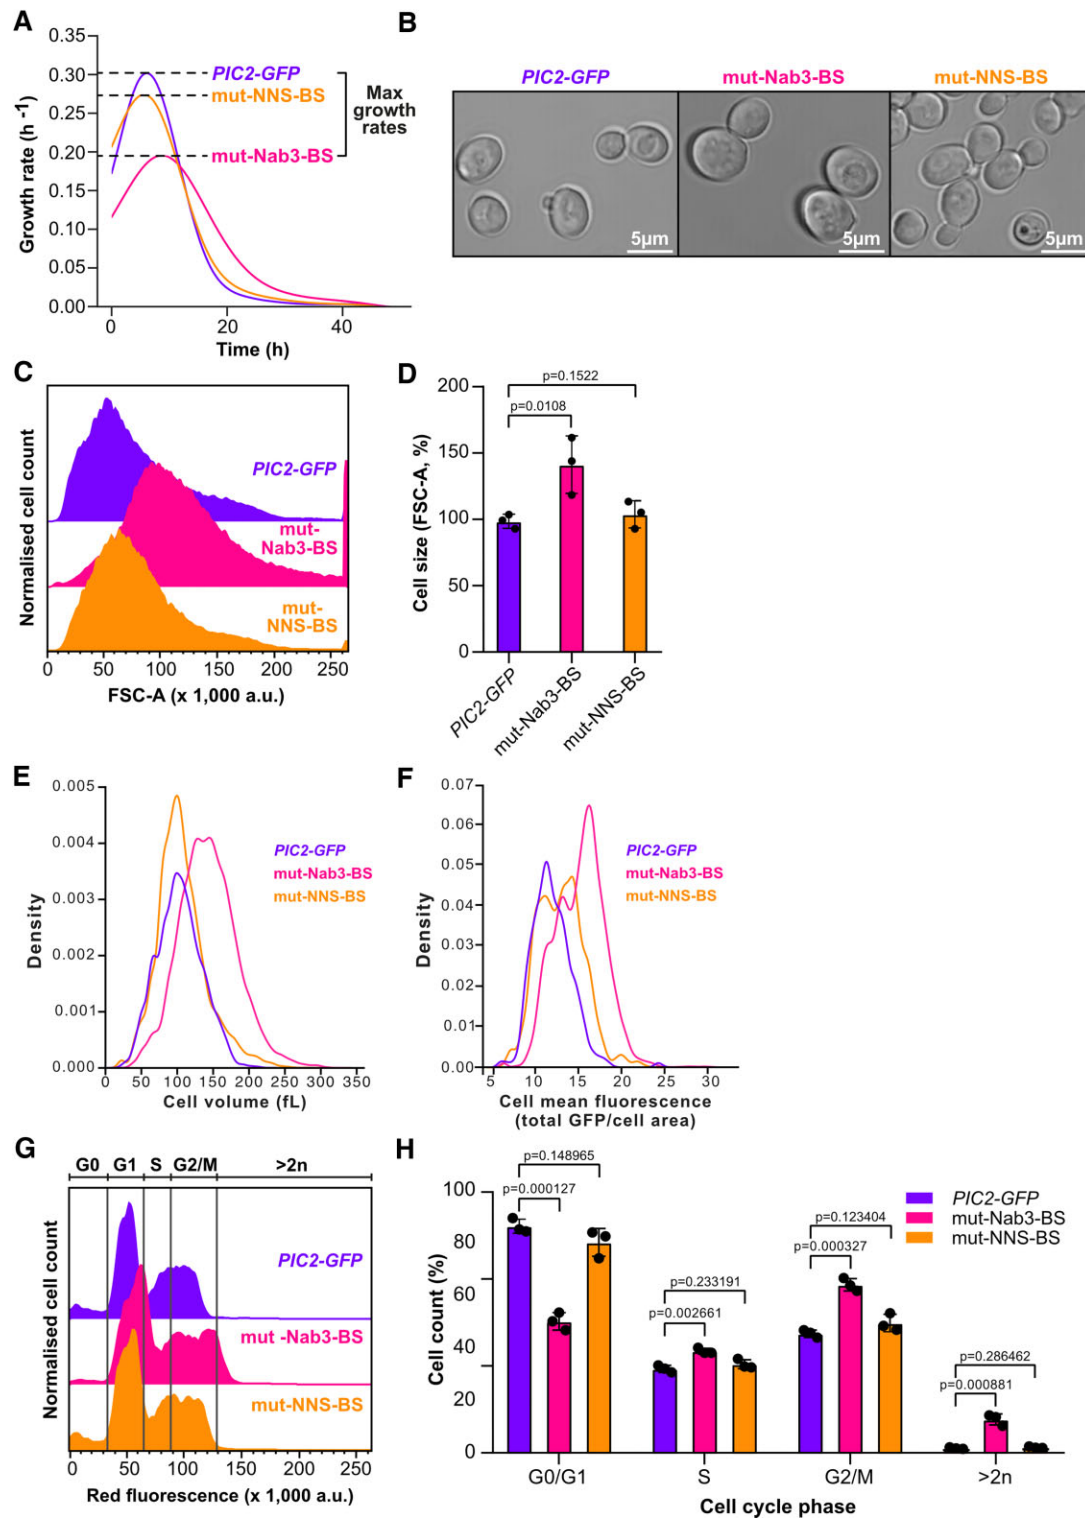 A
0.35
0.30
0.25
0.20
0.15
0.10
0.05
0.00
Growth rate (h -1)
0
20
40
Time (h)
PIC2-GFP
mut-NNS-BS
mut-Nab3-BS
Max
growth
rates
B
PIC2-GFP
mut-Nab3-BS
mut-NNS-BS
5µm
5µm
5µm
C
Normalised cell count
PIC2-GFP
mut-
Nab3-BS
mut-
NNS-BS
0
50
100
150
200
250
FSC-A (x 1,000 a.u.)
D
200
150
100
50
0
Cell size (FSC-A, %)
p=0.1522
p=0.0108
PIC2-GFP
mut-Nab3-BS
mut-NNS-BS
E
0.005
0.004
0.003
0.002
0.001
0.000
Density
PIC2-GFP
mut-Nab3-BS
mut-NNS-BS
0
50
100
150
200
250
300
350
Cell volume (fL)
F
0.07
0.06
0.05
0.04
0.03
0.02
0.01
0.00
Density
PIC2-GFP
mut-Nab3-BS
mut-NNS-BS
5
10
15
20
25
30
Cell mean fluorescence
(total GFP/cell area)
G
G0
G1
S
G2/M
>2n
Normalised cell count
PIC2-GFP
mut -Nab3-BS
mut-NNS-BS
0
50
100
150
200
250
Red fluorescence (x 1,000 a.u.)
H
100
80
60
40
20
0
Cell count (%)
p=0.148965
p=0.000127
p=0.233191
p=0.002661
p=0.123404
p=0.000327
p=0.286462
p=0.000881
PIC2-GFP
mut-Nab3-BS
mut-NNS-BS
G0/G1
S
G2/M
>2n
Cell cycle phase